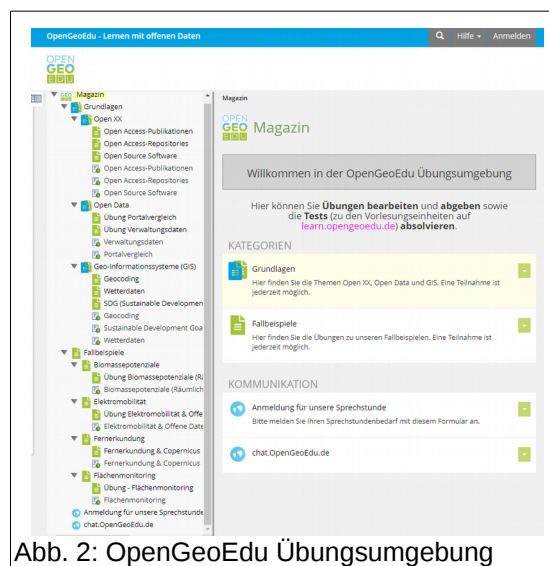 OpenGeoEdu - Lernen mit offenen Daten
Hilfe
Anmelden
OPEN
GEO
EDU
Magazin
Grundlagen
Open XX
Open Access-Publikationen
Open Access-Repositories
Open Source Software
Open Access-Publikationen
Open Access-Repositories
Open Source Software
Open Data
Übung Portalvergleich
Übung Verwaltungsdaten
Verwaltungsdaten
Portalvergleich
Geo-Informationssysteme (GIS)
Geocoding
Wetterdaten
SDG (Sustainable Developmen
Geocoding
Sustainable Development Goa
Wetterdaten
Fallbeispiele
Biomassepotenziale
Übung Biomassepotenziale (Rä
Biomassepotenziale (Räumlich
Elektromobilität
Übung Elektromobilität & Offe
Elektromobilität & Offene Date
Fernerkundung
Fernerkundung & Copernicus
Fernerkundung & Copernicus
Flächenmonitoring
Übung - Flächenmonitoring
Flächenmonitoring
Anmeldung für unsere Sprechstunde
chat.OpenGeoEdu.de
Magazin
OPEN
GEO
EDU
Magazin
Willkommen in der OpenGeoEdu Übungsumgebung
Hier können Sie Übungen bearbeiten und abgeben sowie
die Tests (zu den Vorlesungseinheiten auf
learn.opengeoedu.de) absolvieren.
KATEGORIEN
Grundlagen
Hier finden Sie die Themen Open XX, Open Data und GIS. Eine Teilnahme ist
jederzeit möglich.
Fallbeispiele
Hier finden Sie die Übungen zu unseren Fallbeispielen. Eine Teilnahme ist
jederzeit möglich.
KOMMUNIKATION
Anmeldung für unsere Sprechstunde
Bitte melden Sie Ihren Sprechstundenbedarf mit diesem Formular an.
chat.OpenGeoEdu.de
Abb. 2: OpenGeoEdu Übungsumgebung